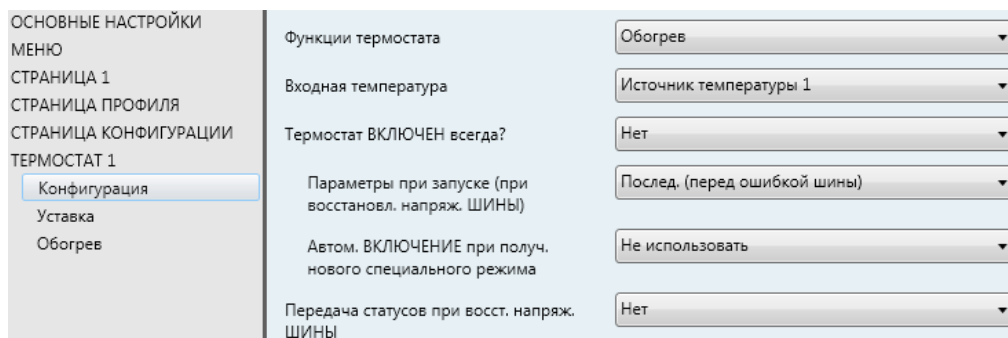 ОСНОВНЫЕ НАСТРОЙКИ
МЕНЮ
СТРАНИЦА 1
СТРАНИЦА ПРОФИЛЯ
СТРАНИЦА КОНФИГУРАЦИИ
ТЕРМОСТАТ 1
Конфигурация
Уставка
Обогрев
Функции термостата
Обогрев
Входная температура
Источник температуры 1
Термостат ВКЛЮЧЕН всегда?
Нет
Параметры при запуске (при
восстановл. напряж. ШИНЫ)
Послед. (перед ошибкой шины)
Автом. ВКЛЮЧЕНИЕ при получ.
нового специального режима
Не использовать
Передача статусов при восст. напряж.
ШИНЫ
Нет